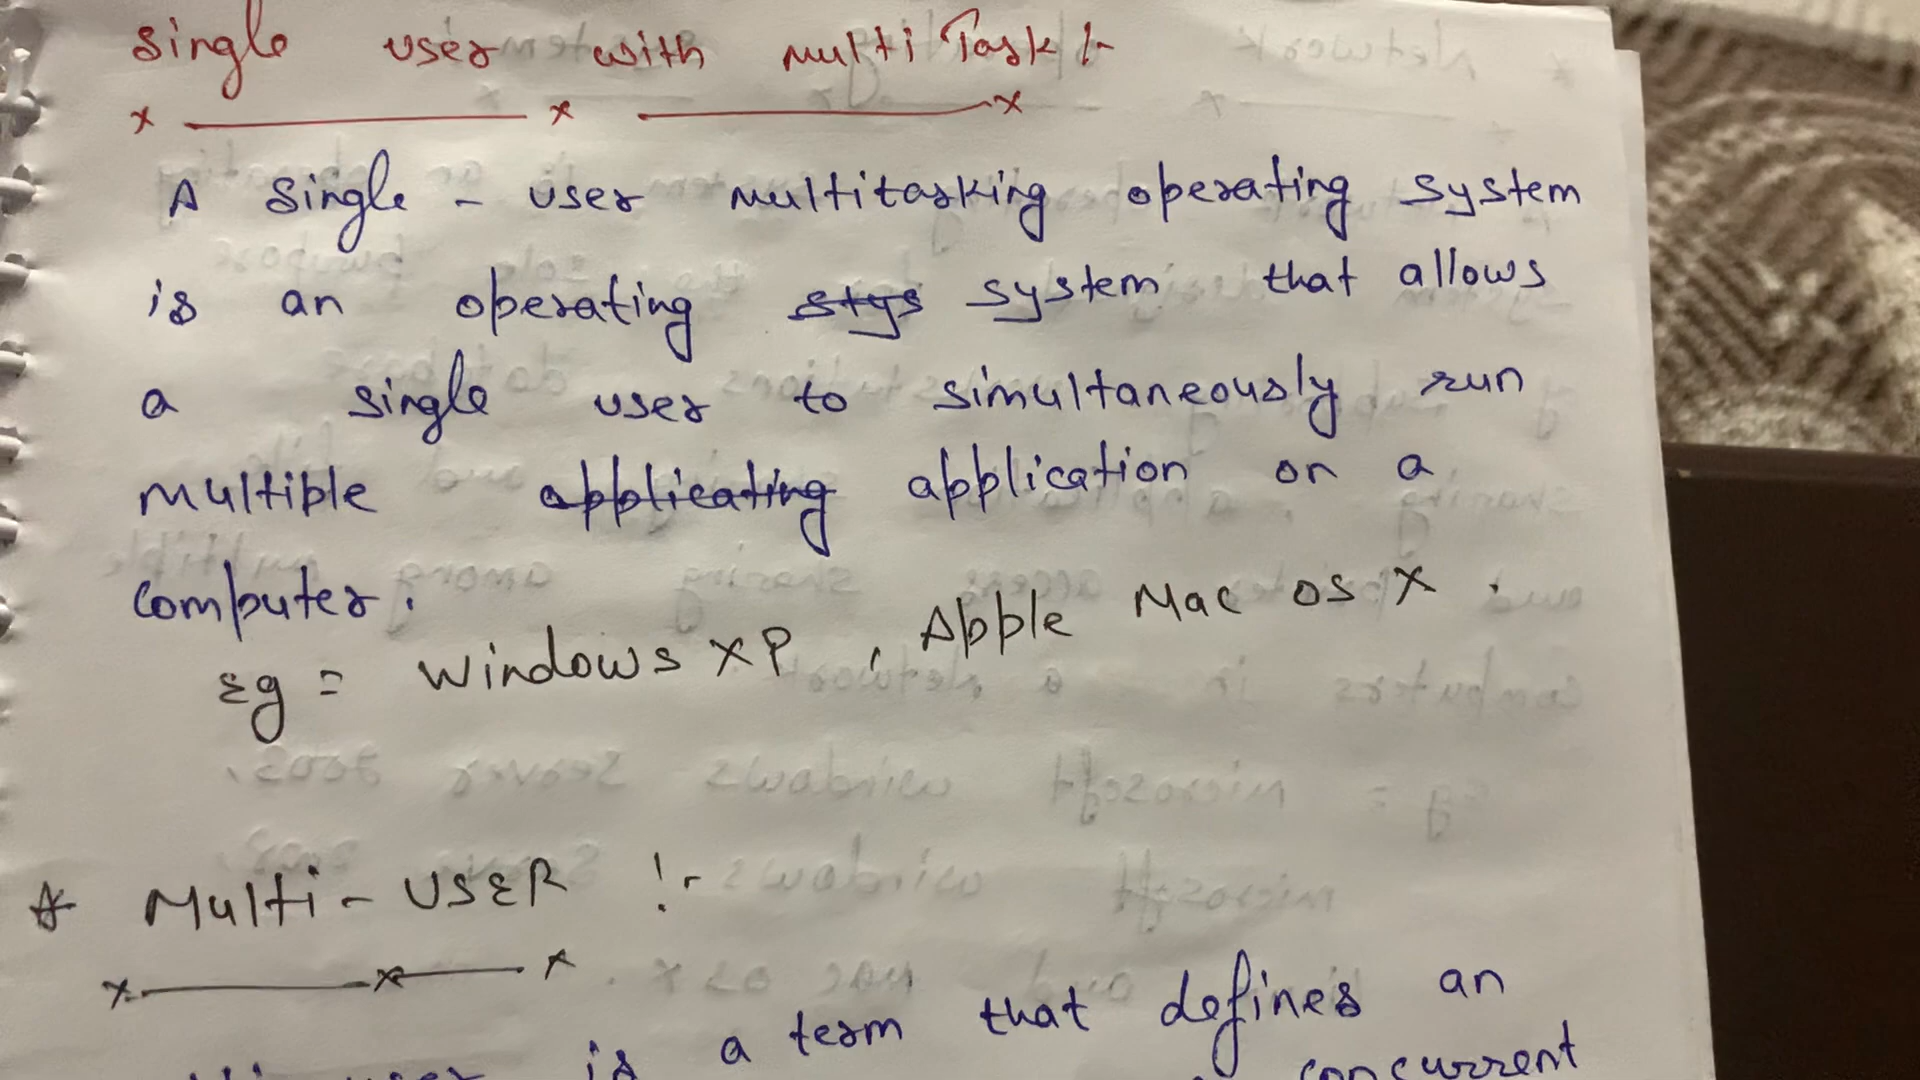 Single user with multi Task :-
A single - user multitasking operating system
is an operating stys system that allows
a single user to simultaneously run
multiple applicating application on a
computer.
Eg = Windows XP , Apple Mac OS X .
* Multi - USER :-
is a term that defines an
concurrent